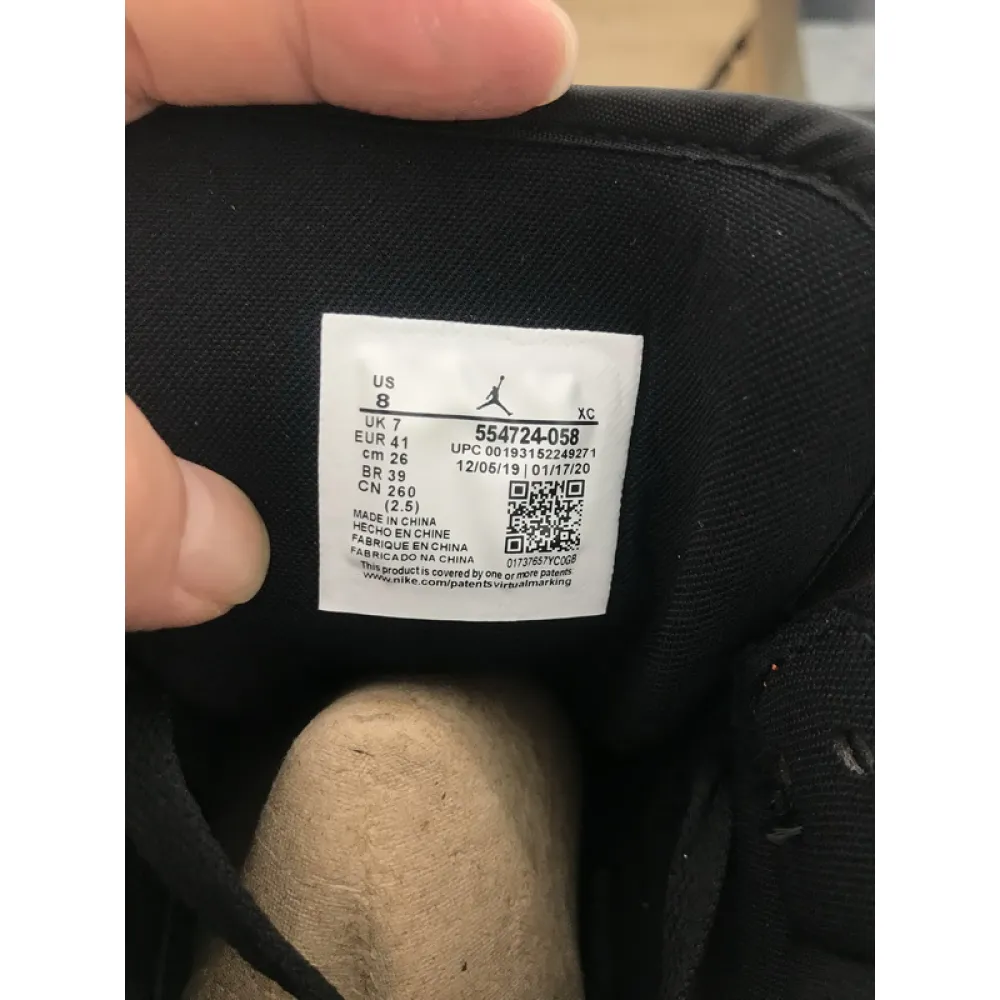 US
8
XC
UK 7
EUR 41
cm 26
BR 39
CN 260
(2.5)
554724-058
UPC 00193152249271
12/05/19 | 01/17/20
MADE IN CHINA
HECHO EN CHINE
FABRIQUE EN CHINA
FABRICADO NA CHINA
01737657YC0GB
This product is covered by one or more patents
www.nike.com/patentsvirtualmarking